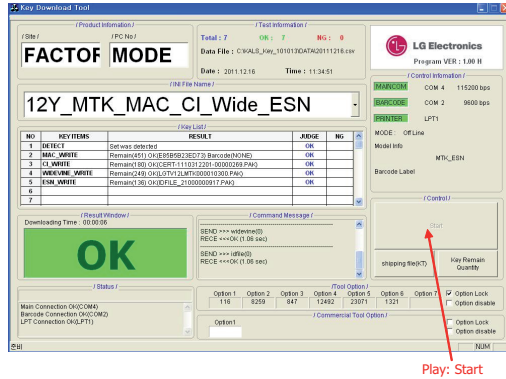 Key Download Tool
/ Product Information /
/ Site /
/ PC No /
FACTOF
MODE
/ Test Information /
Total : 7 OK : 7 NG : 0
Data File : C:\KALS_Key_101013\DATA\20111216.csv
Date : 2011.12.16 Time : 11:34:51
LG Electronics
Program VER : 1.00 H
/ INI File Name /
12Y_MTK_MAC_CI_Wide_ESN
/ Control Information /
MAINCOM COM 4 115200 bps
BARCODE COM 2 9600 bps
PRINTER LPT1
MODE : Off Line
Model Info
MTK_ESN
Barcode Label
/ Key List /
NO KEY ITEMS RESULT JUDGE NG
1 DETECT Set was detected OK
2 MAC_WRITE Remain(451) OK(E85B5B23ED73) Barcode(NONE) OK
3 CI_WRITE Remain(180) OK(CERT-1110312201-00000269.PAK) OK
4 WIDEVINE_WRITE Remain(249) OK(LGTV12LMTK000010300.PAK) OK
5 ESN_WRITE Remain(136) OK(IDFILE_21000000917.PAK) OK
6
7
/ Result Window /
Downloading Time : 00:00:06
OK
/ Command Message /
SEND >>> widevine(0)
RECE <<<OK (1.06 sec)
SEND >>> idfile(0)
RECE <<<OK (1.06 sec)
/ Control /
Start
shipping file(KT)
Key Remain Quantity
/ Status /
Main Connection OK(COM4)
Barcode Connection OK(COM2)
LPT Connection OK(LPT1)
/Tool Option /
Option 1 Option 2 Option 3 Option 4 Option 5 Option 6 Option 7
116 8259 847 12492 23071 1321
Option Lock
Option disable
/ Commercial Tool Option /
Option1
Option Lock
Option disable
준비
NUM
Play: Start